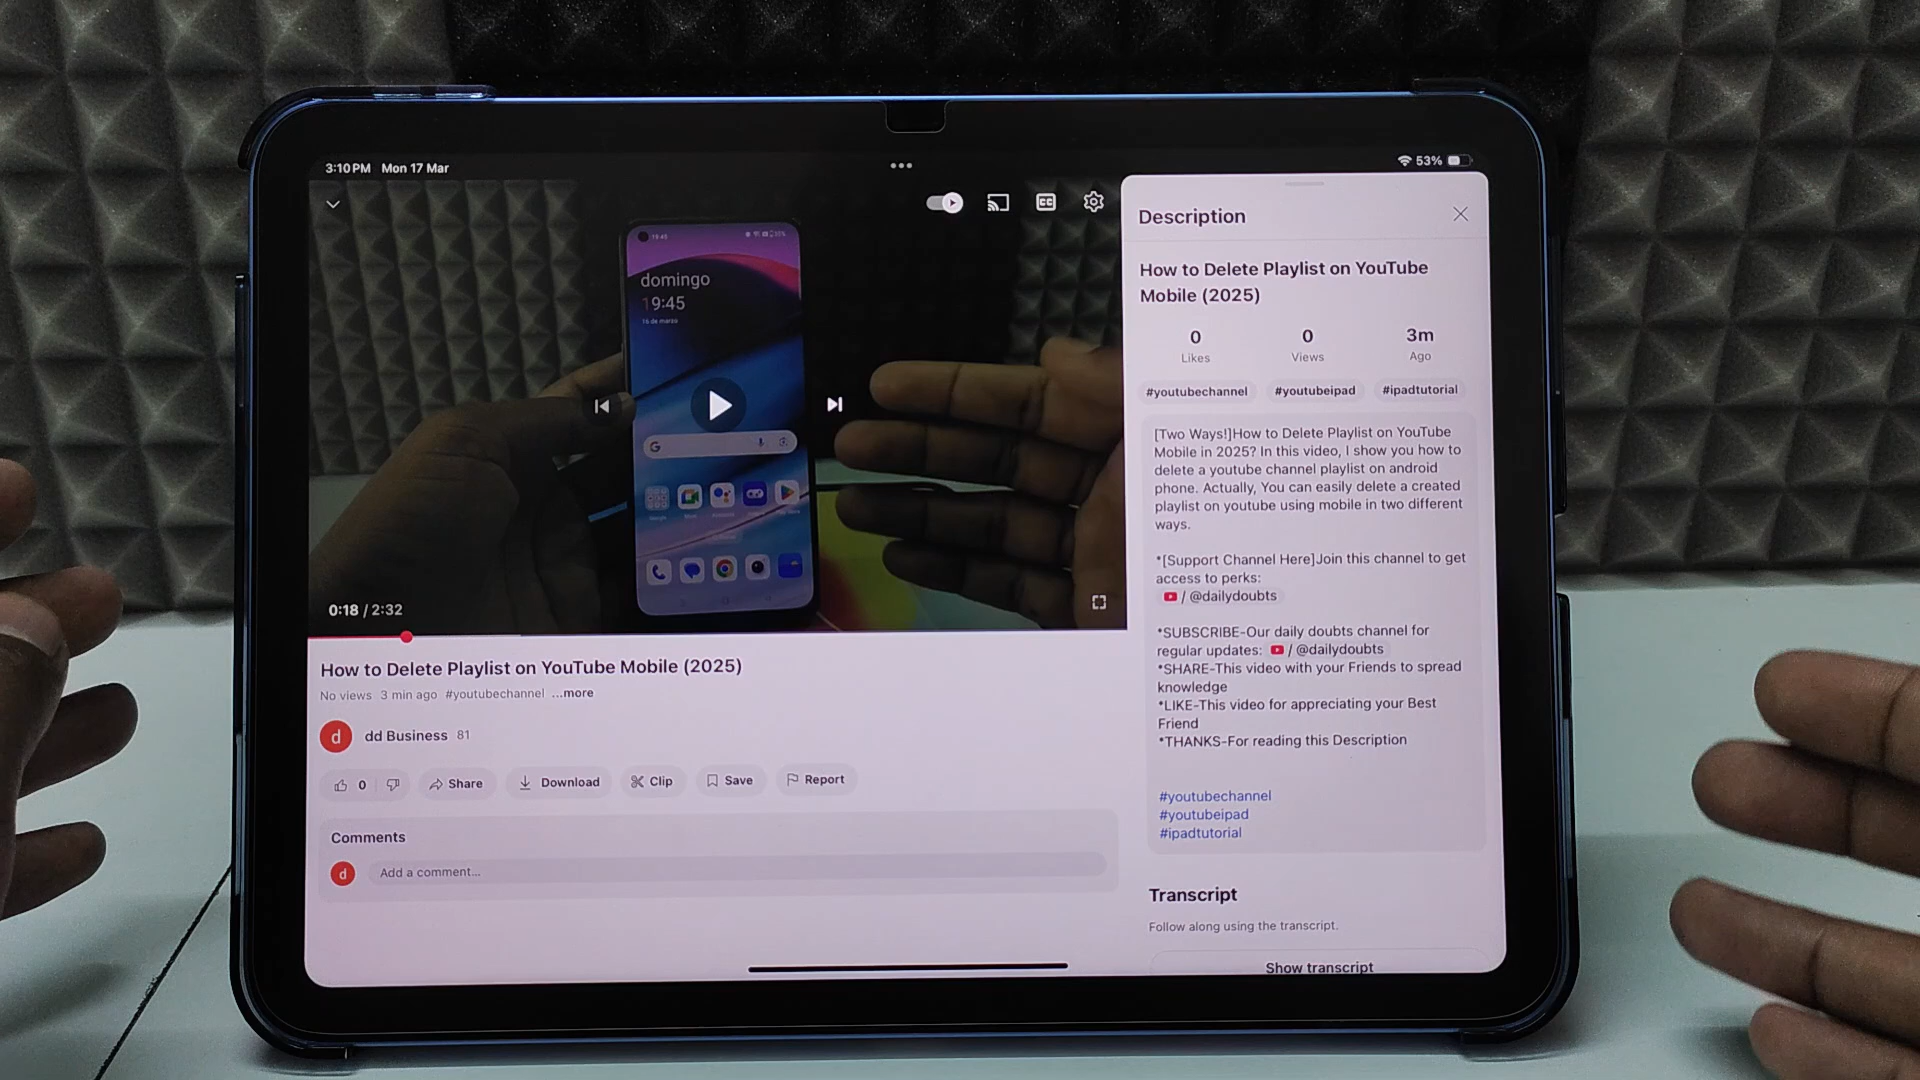 3:10 PM Mon 17 Mar
53%
19:45
domingo
19:45
16 de marzo
0:18 / 2:32
How to Delete Playlist on YouTube Mobile (2025)
No views 3 min ago #youtubechannel ...more
d dd Business 81
0 Share Download Clip Save Report
Comments
d Add a comment...
Description
How to Delete Playlist on YouTube
Mobile (2025)
0 0 3m
Likes Views Ago
#youtubechannel #youtubeipad #ipadtutorial
[Two Ways!]How to Delete Playlist on YouTube
Mobile in 2025? In this video, I show you how to
delete a youtube channel playlist on android
phone. Actually, You can easily delete a created
playlist on youtube using mobile in two different
ways.
*[Support Channel Here]Join this channel to get
access to perks:
/ @dailydoubts
*SUBSCRIBE-Our daily doubts channel for
regular updates: / @dailydoubts
*SHARE-This video with your Friends to spread
knowledge
*LIKE-This video for appreciating your Best
Friend
*THANKS-For reading this Description
#youtubechannel
#youtubeipad
#ipadtutorial
Transcript
Follow along using the transcript.
Show transcript